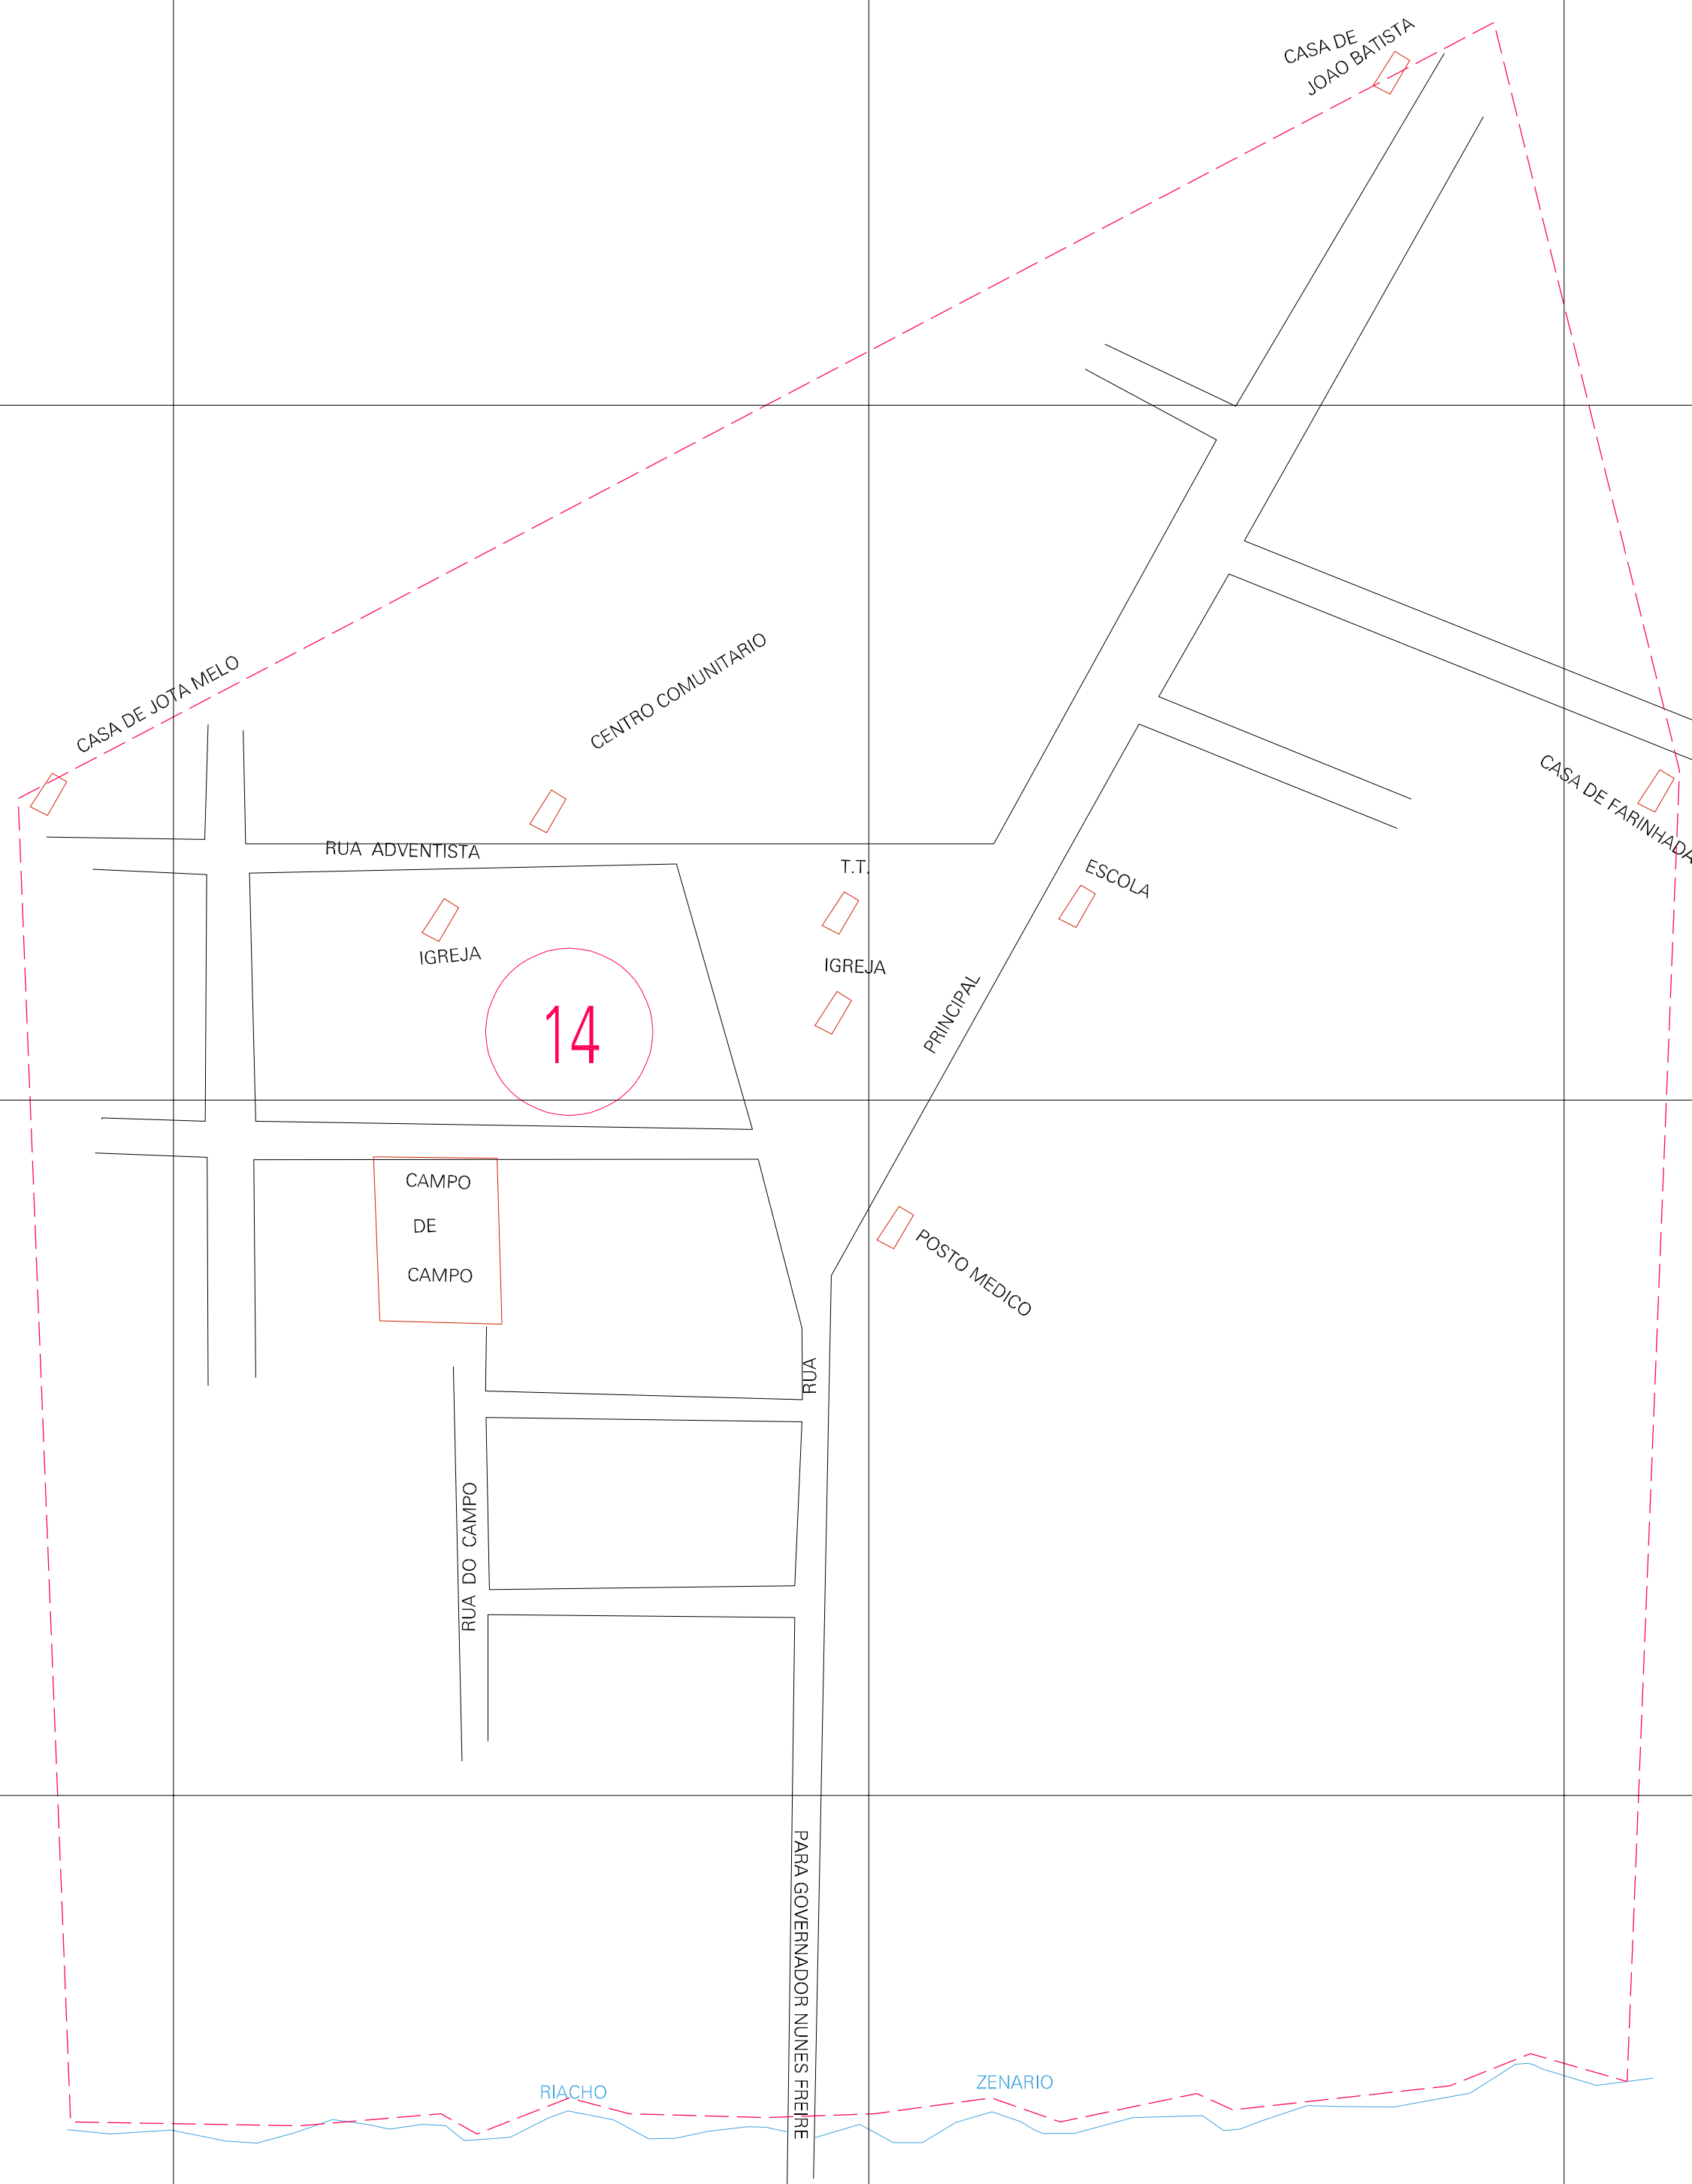 CASA DE
JOAO BATISTA
CASA DE JOTA MELO
CENTRO COMUNITARIO
CASA DE FARINHADA
RUA ADVENTISTA
T.T.
ESCOLA
IGREJA
IGREJA
14
PRINCIPAL
CAMPO
DE
CAMPO
POSTO MEDICO
RUA
RUA DO CAMPO
PARA GOVERNADOR NUNES FREIRE
RIACHO
ZENARIO